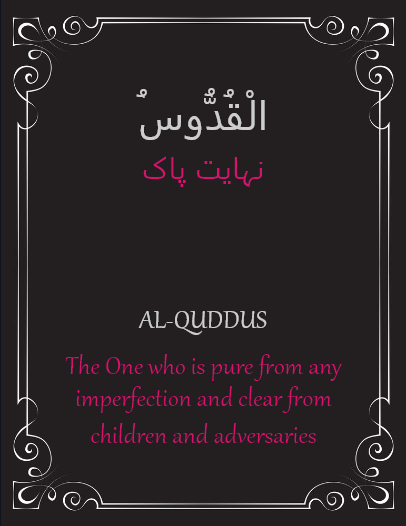 الْقُدُّوسُ
نہایت پاک
AL-QUDDUS
The One who is pure from any
imperfection and clear from
children and adversaries